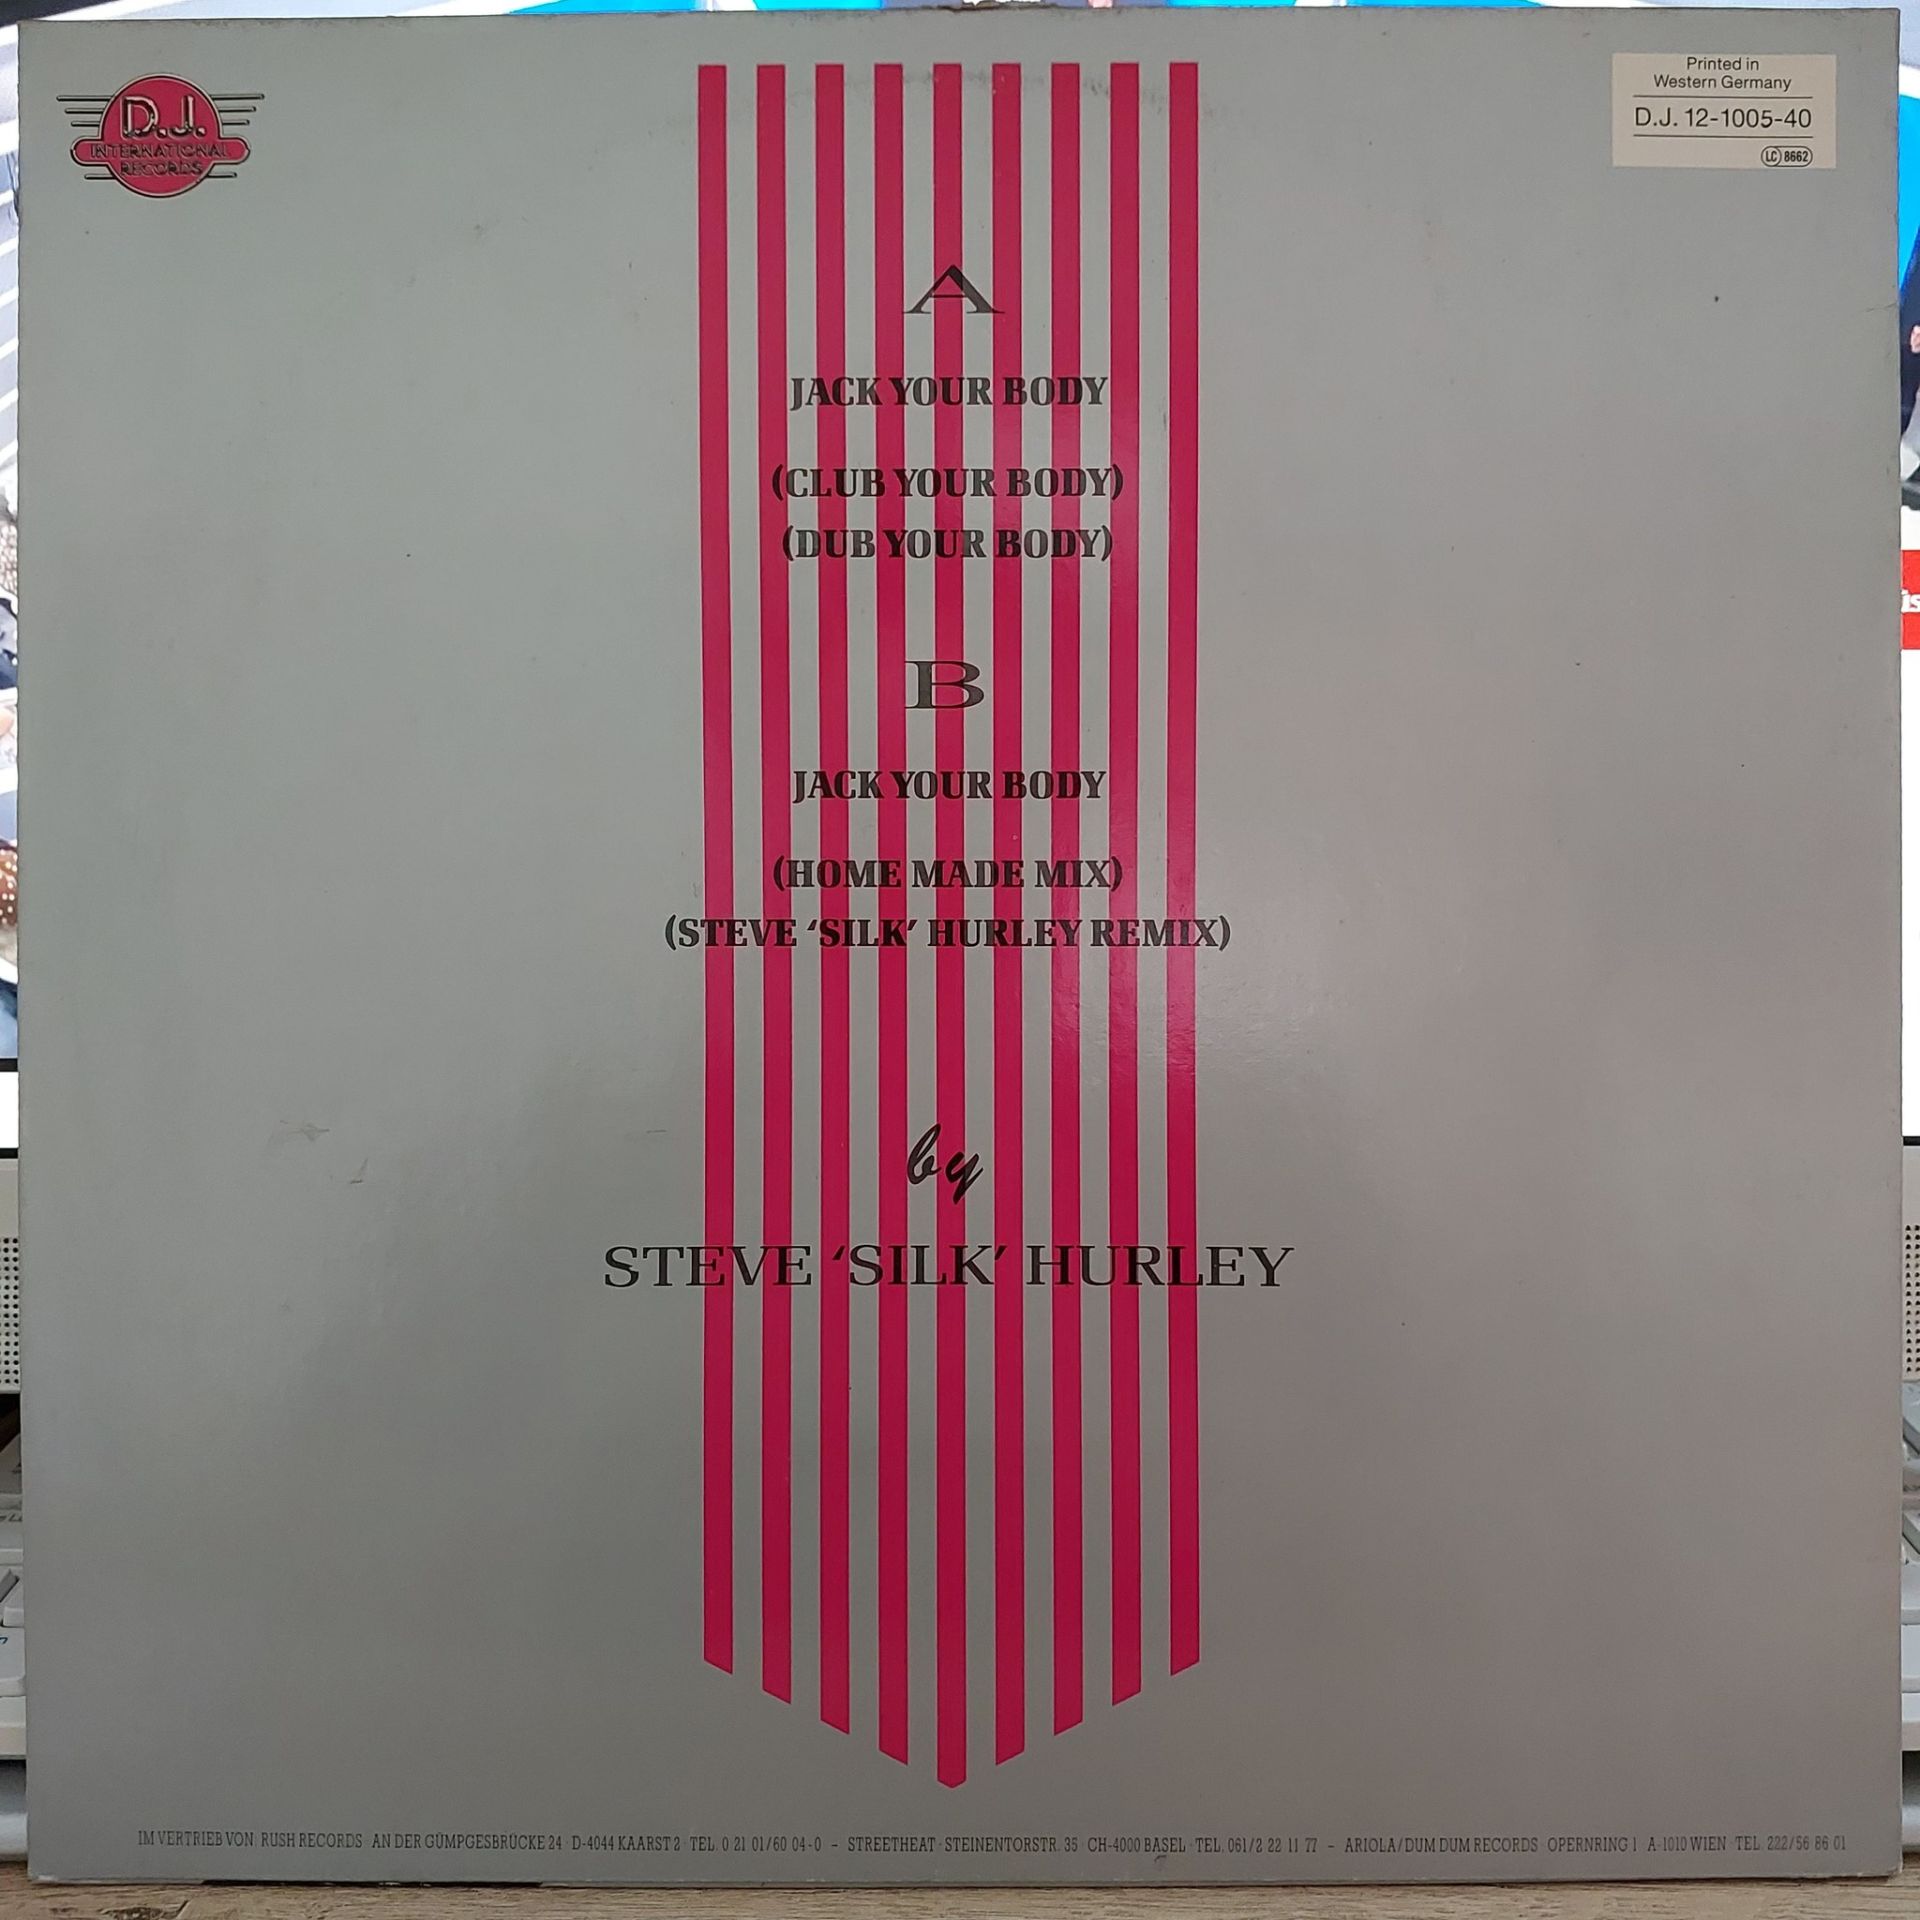 D.J.
INTERNATIONAL
RECORDS
Printed in
Western Germany
D.J. 12-1005-40
LC 8662
A
JACK YOUR BODY
(CLUB YOUR BODY)
(DUB YOUR BODY)
B
JACK YOUR BODY
(HOME MADE MIX)
(STEVE ‘SILK’ HURLEY REMIX)
by
STEVE ‘SILK’ HURLEY
IM VERTRIEB VON: RUSH RECORDS · AN DER GÜMPGESBRÜCKE 24 · D-4044 KAARST 2 · TEL. 0 21 01/60 04-0 – STREETHEAT · STEINENTORSTR. 35 · CH-4000 BASEL · TEL. 061/2 22 11 77 – ARIOLA/DUM DUM RECORDS · OPERNRING 1 · A-1010 WIEN · TEL. 222/56 86 01